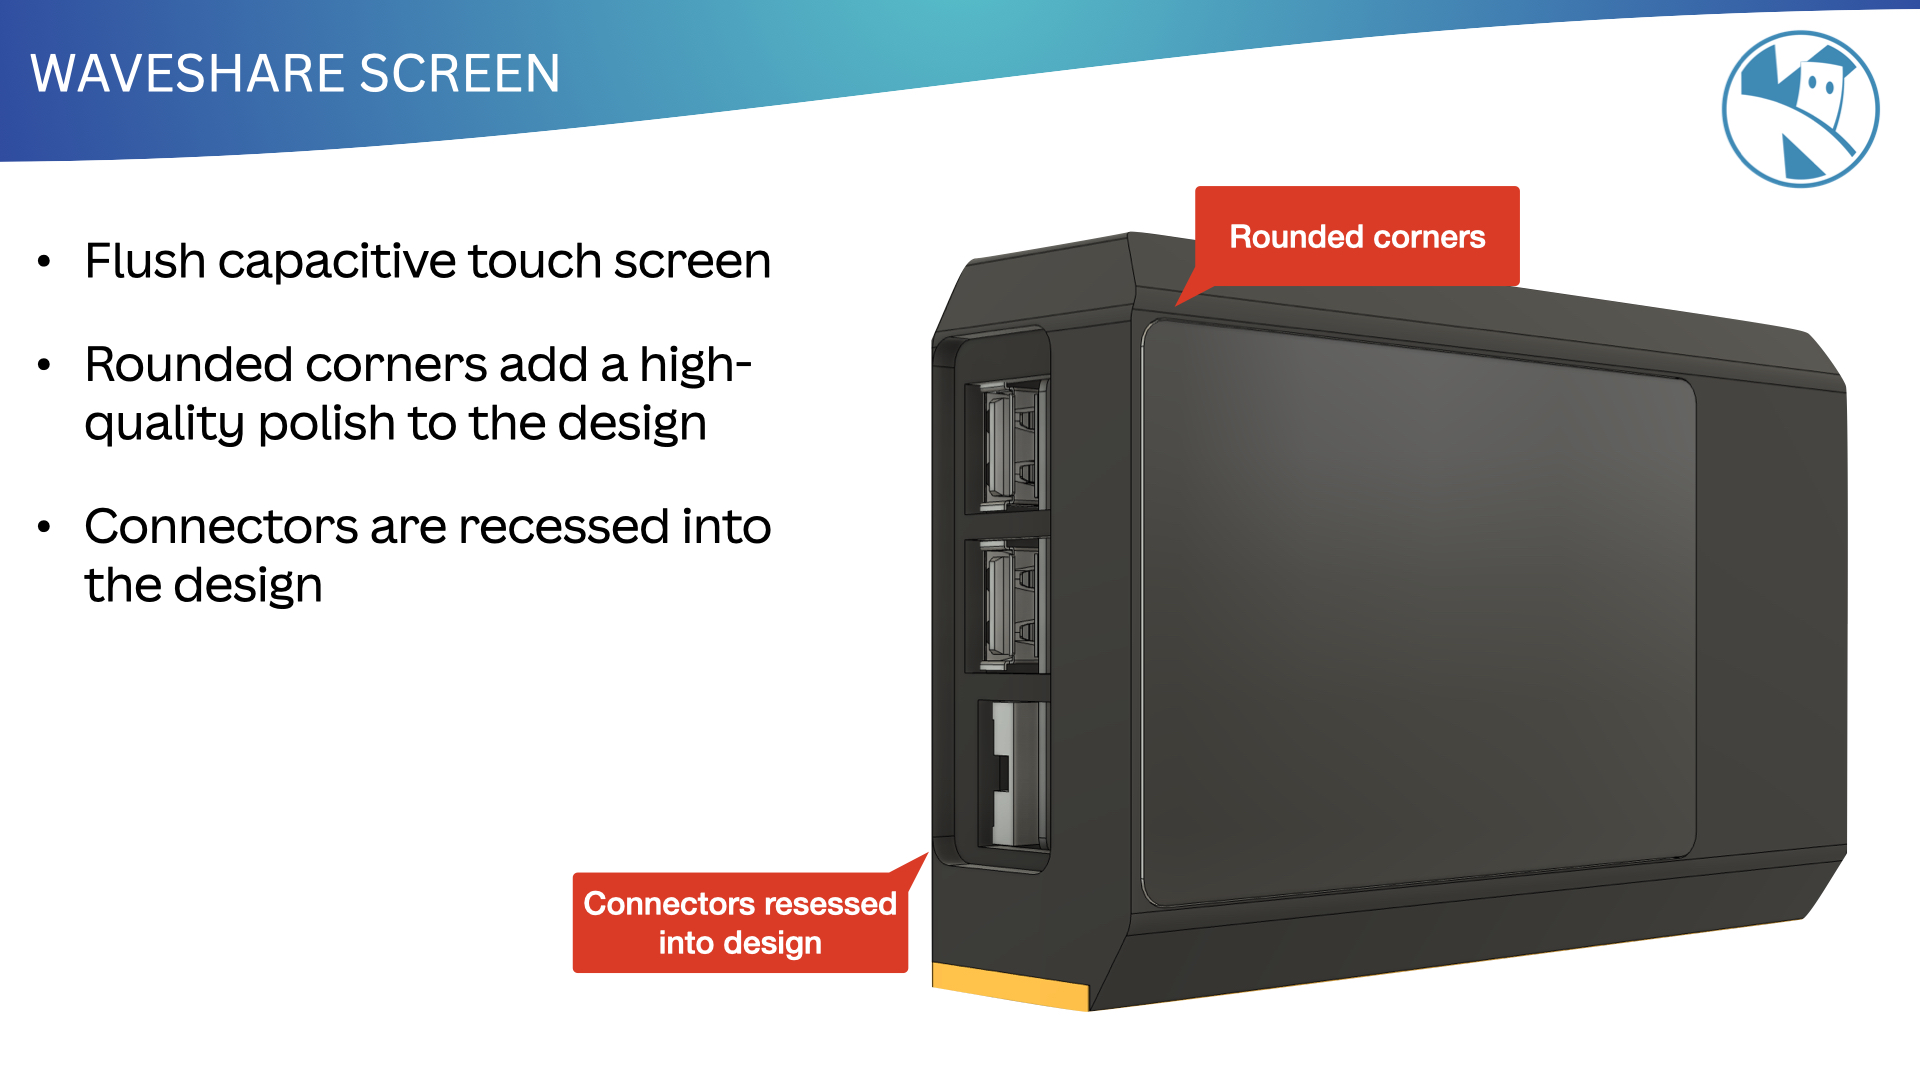 WAVESHARE SCREEN
• Flush capacitive touch screen
• Rounded corners add a high-
quality polish to the design
• Connectors are recessed into
the design
Rounded corners
Connectors resessed
into design